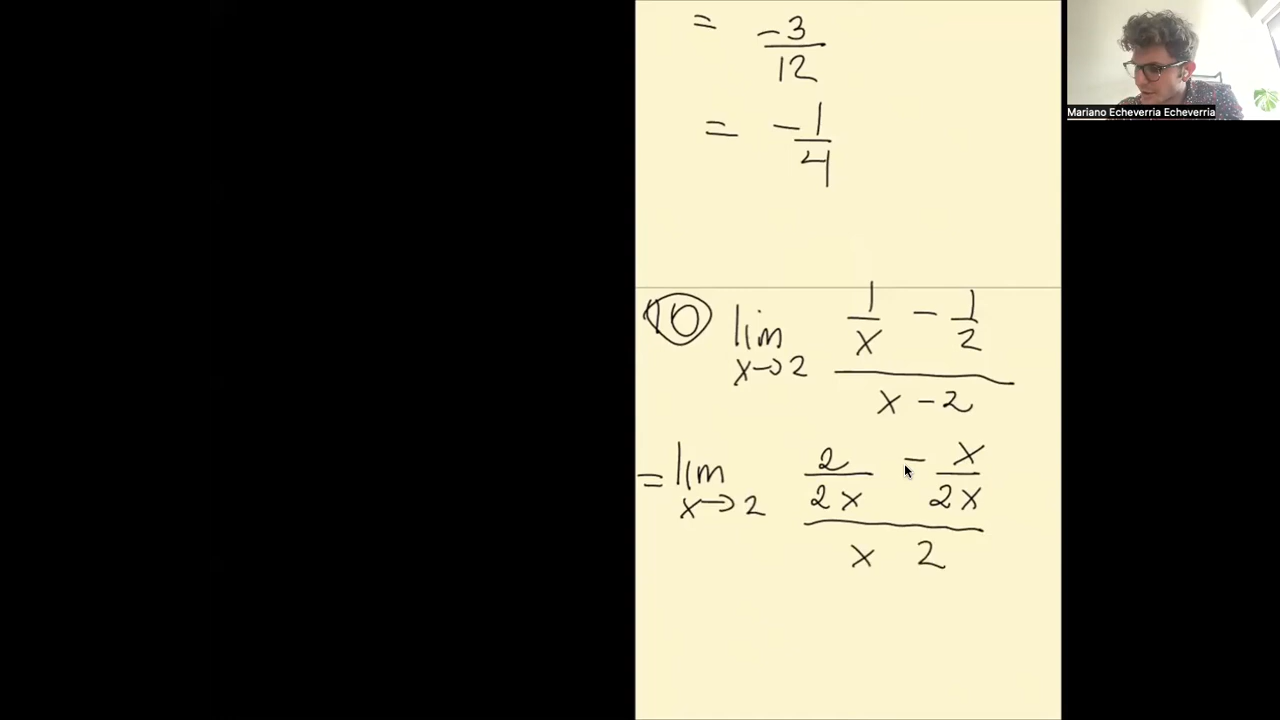 = -3/12
= -1/4
Mariano Echeverria Echeverria
10 lim x→2 (1/x - 1/2)/(x - 2)
= lim x→2 (2/2x - x/2x)/(x 2)